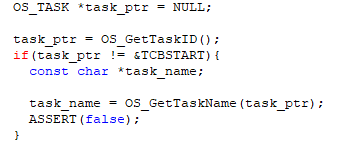 OS_TASK *task_ptr = NULL;
task_ptr = OS_GetTaskID();
if(task_ptr != &TCBSTART){
const char *task_name;
task_name = OS_GetTaskName(task_ptr);
ASSERT(false);
}